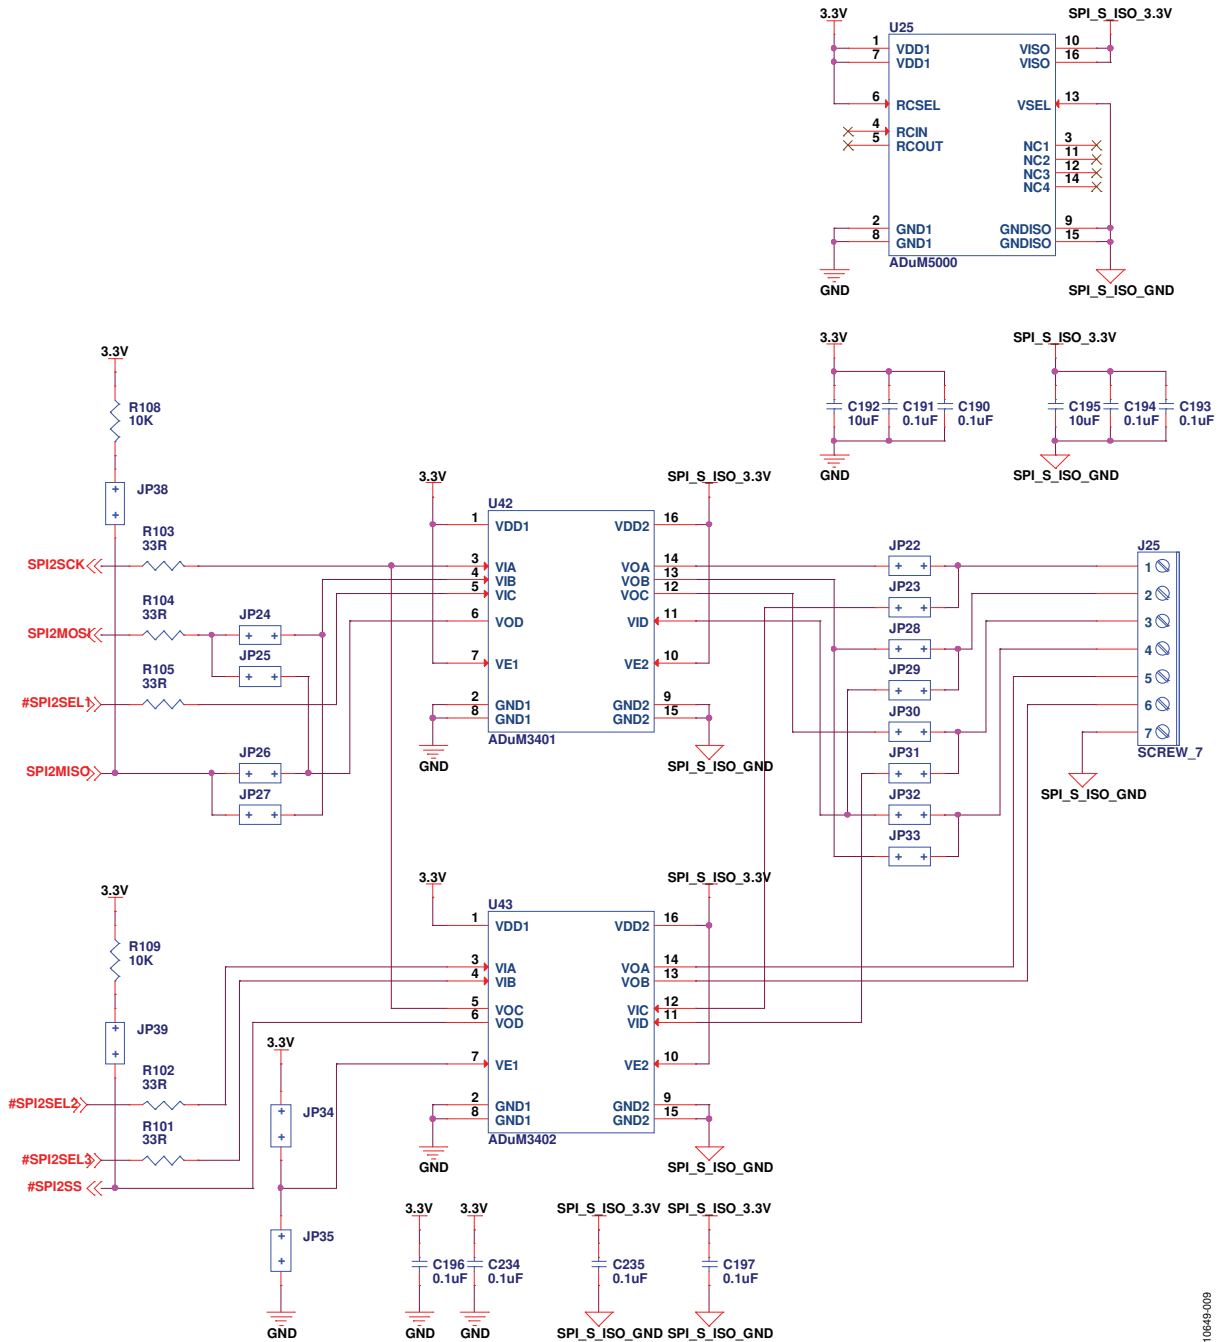 3.3V
SPI_S_ISO_3.3V
U25
1 VDD1 VISO 10
7 VDD1 VISO 16
6 RCSEL VSEL 13
4 RCIN
5 RCOUT NC1 3
NC2 11
NC3 12
NC4 14
2 GND1 GNDISO 9
8 GND1 GNDISO 15
ADuM5000
GND
SPI_S_ISO_GND
3.3V
SPI_S_ISO_3.3V
C192 10uF
C191 0.1uF
C190 0.1uF
C195 10uF
C194 0.1uF
C193 0.1uF
GND
SPI_S_ISO_GND
3.3V
R108
10K
JP38
R103
33R
SPI2SCK
R104
33R
SPI2MOSI
JP24
JP25
R105
33R
#SPI2SEL1
JP26
SPI2MISO
JP27
3.3V
SPI_S_ISO_3.3V
U42
1 VDD1 VDD2 16
3 VIA VOA 14
4 VIB VOB 13
5 VIC VOC 12
6 VOD VID 11
7 VE1 VE2 10
2 GND1 GND2 9
8 GND1 GND2 15
ADuM3401
GND
SPI_S_ISO_GND
JP22
JP23
JP28
JP29
JP30
JP31
JP32
JP33
J25
1
2
3
4
5
6
7
SCREW_7
SPI_S_ISO_GND
3.3V
R109
10K
JP39
R102
33R
#SPI2SEL2
R101
33R
#SPI2SEL3
#SPI2SS
3.3V
JP34
JP35
GND
3.3V
SPI_S_ISO_3.3V
U43
1 VDD1 VDD2 16
3 VIA VOA 14
4 VIB VOB 13
5 VOC VIC 12
6 VOD VID 11
7 VE1 VE2 10
2 GND1 GND2 9
8 GND1 GND2 15
ADuM3402
GND
SPI_S_ISO_GND
3.3V
3.3V
SPI_S_ISO_3.3V
SPI_S_ISO_3.3V
C196 0.1uF
C234 0.1uF
C235 0.1uF
C197 0.1uF
GND
GND
SPI_S_ISO_GND
SPI_S_ISO_GND
10649-009